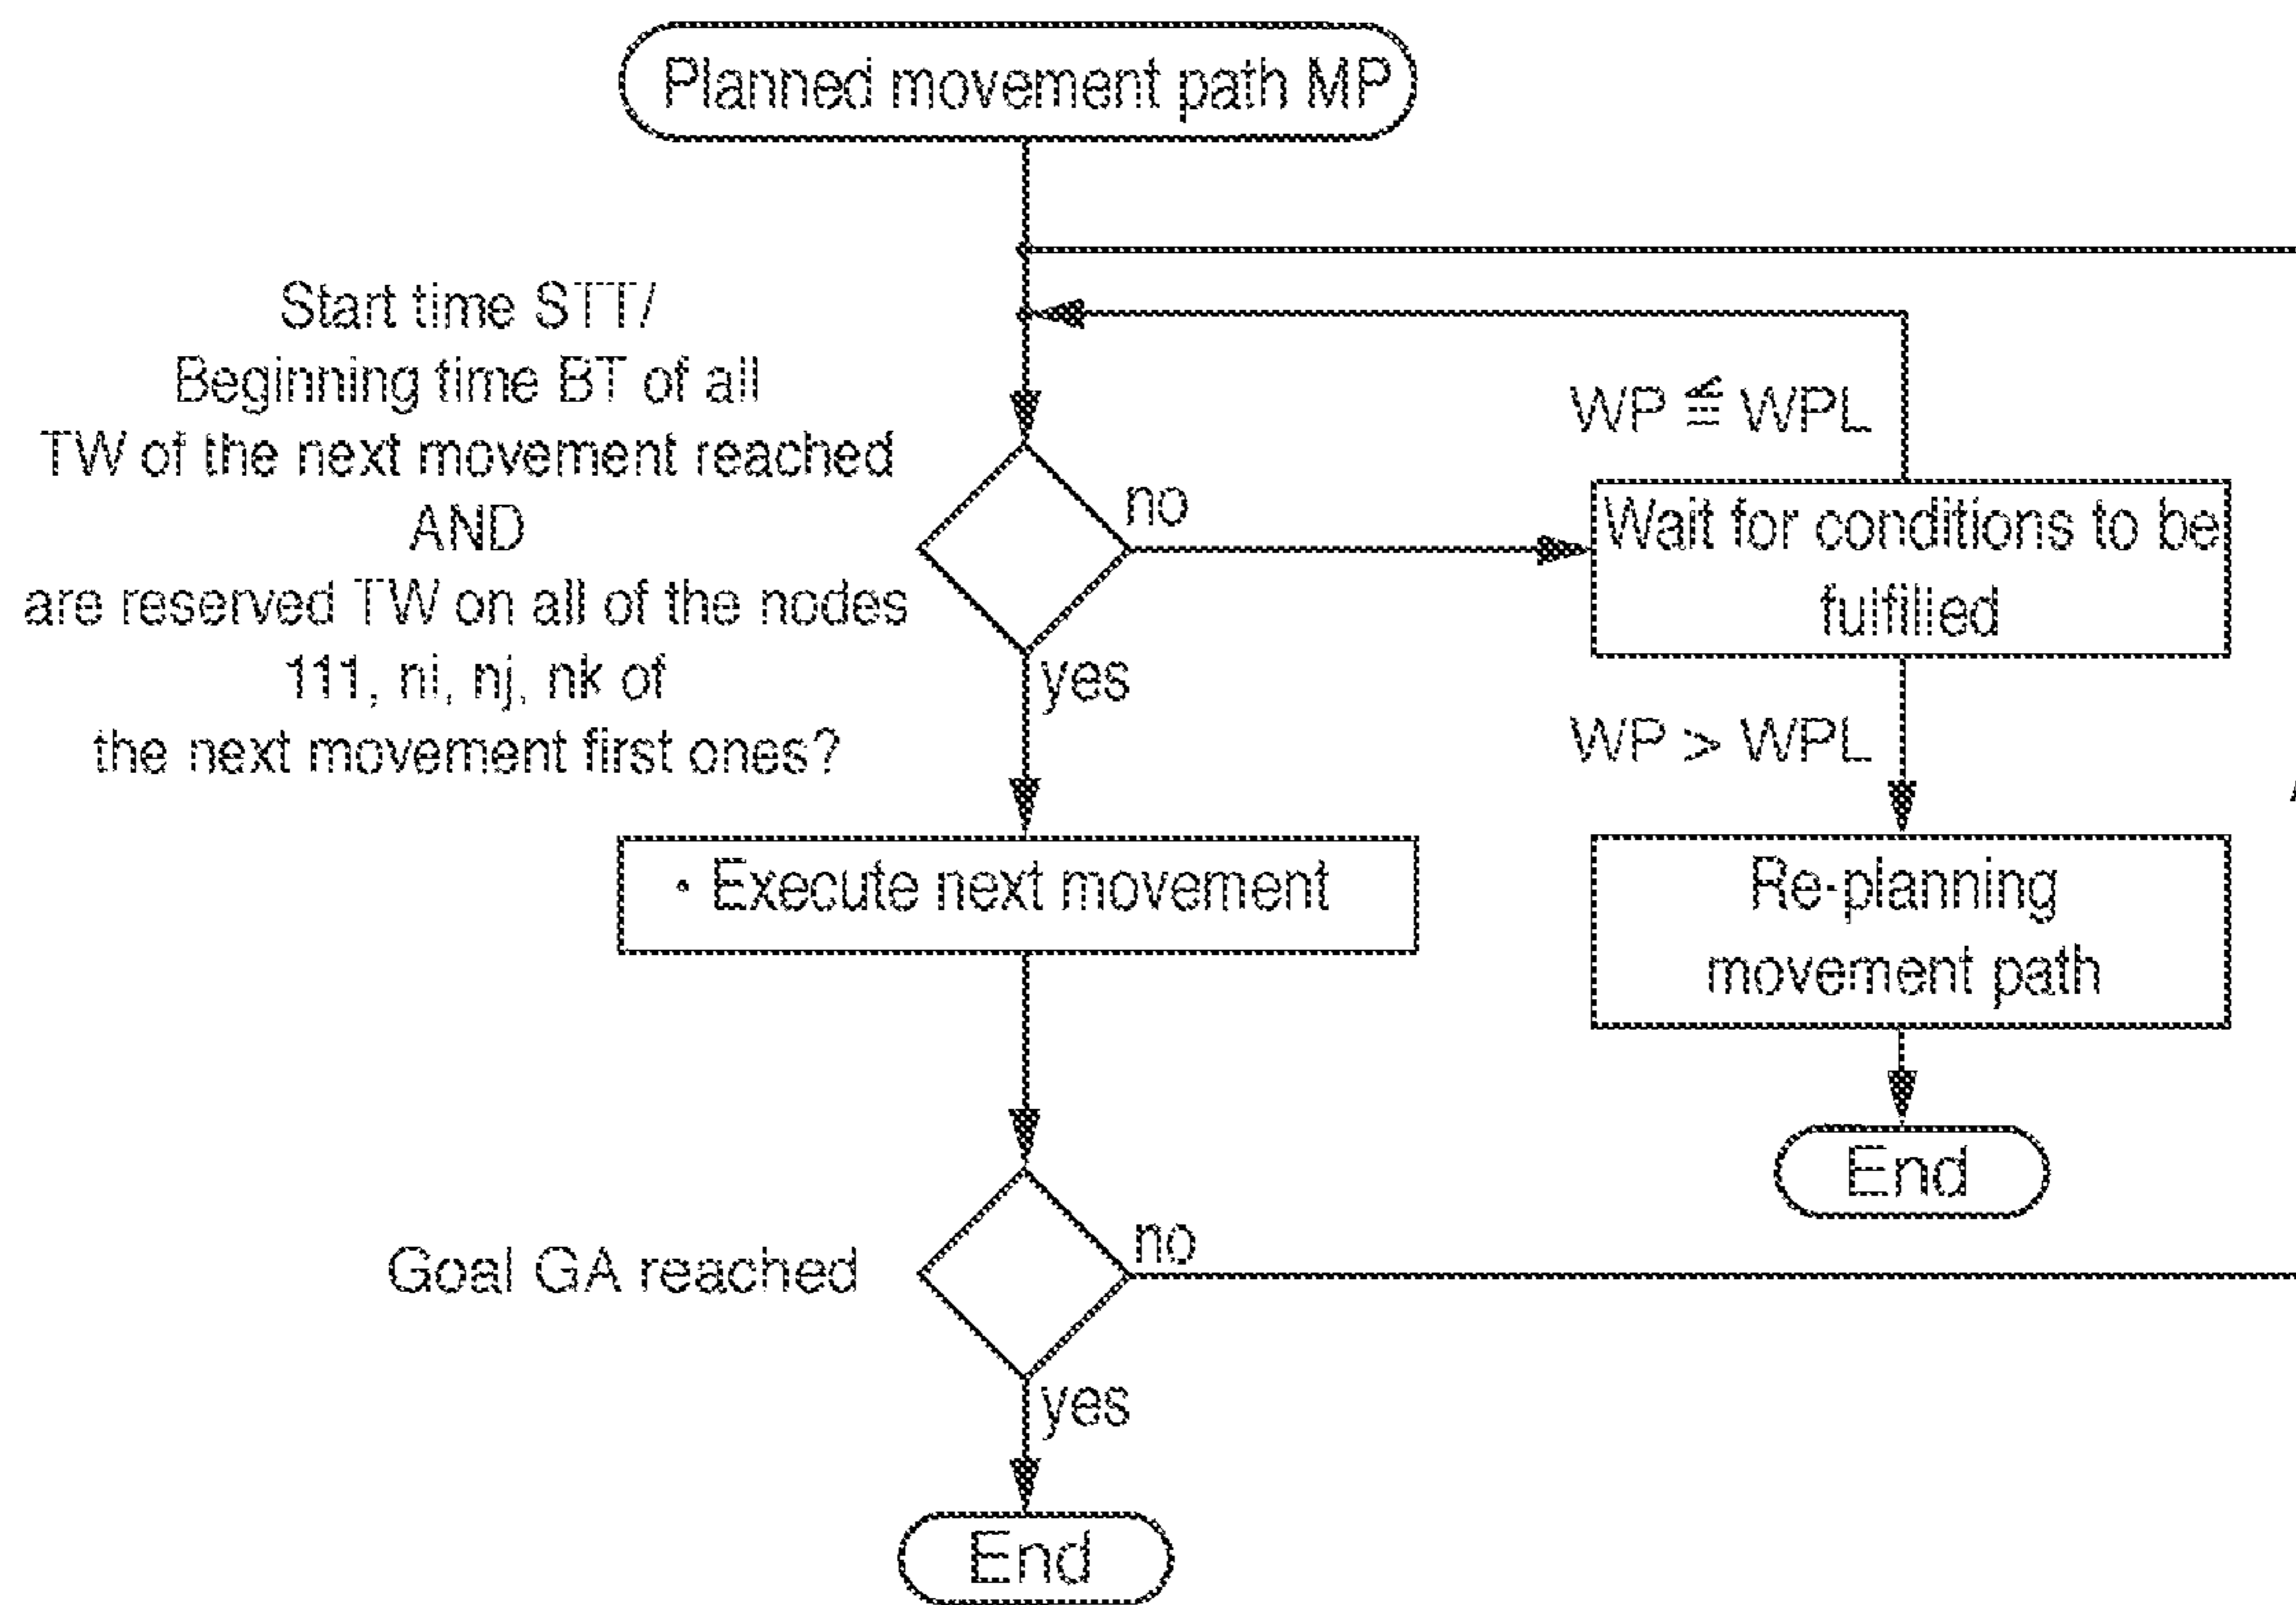 Planned movement path MP
Start time STT/
Beginning time BT of all
TW of the next movement reached
AND
are reserved TW on all of the nodes
111, ni, nj, nk of
the next movement first ones?
no
yes
WP ≦ WPL
Wait for conditions to be
fulfilled
WP > WPL
• Execute next movement
Re-planning
movement path
End
Goal GA reached
no
yes
End